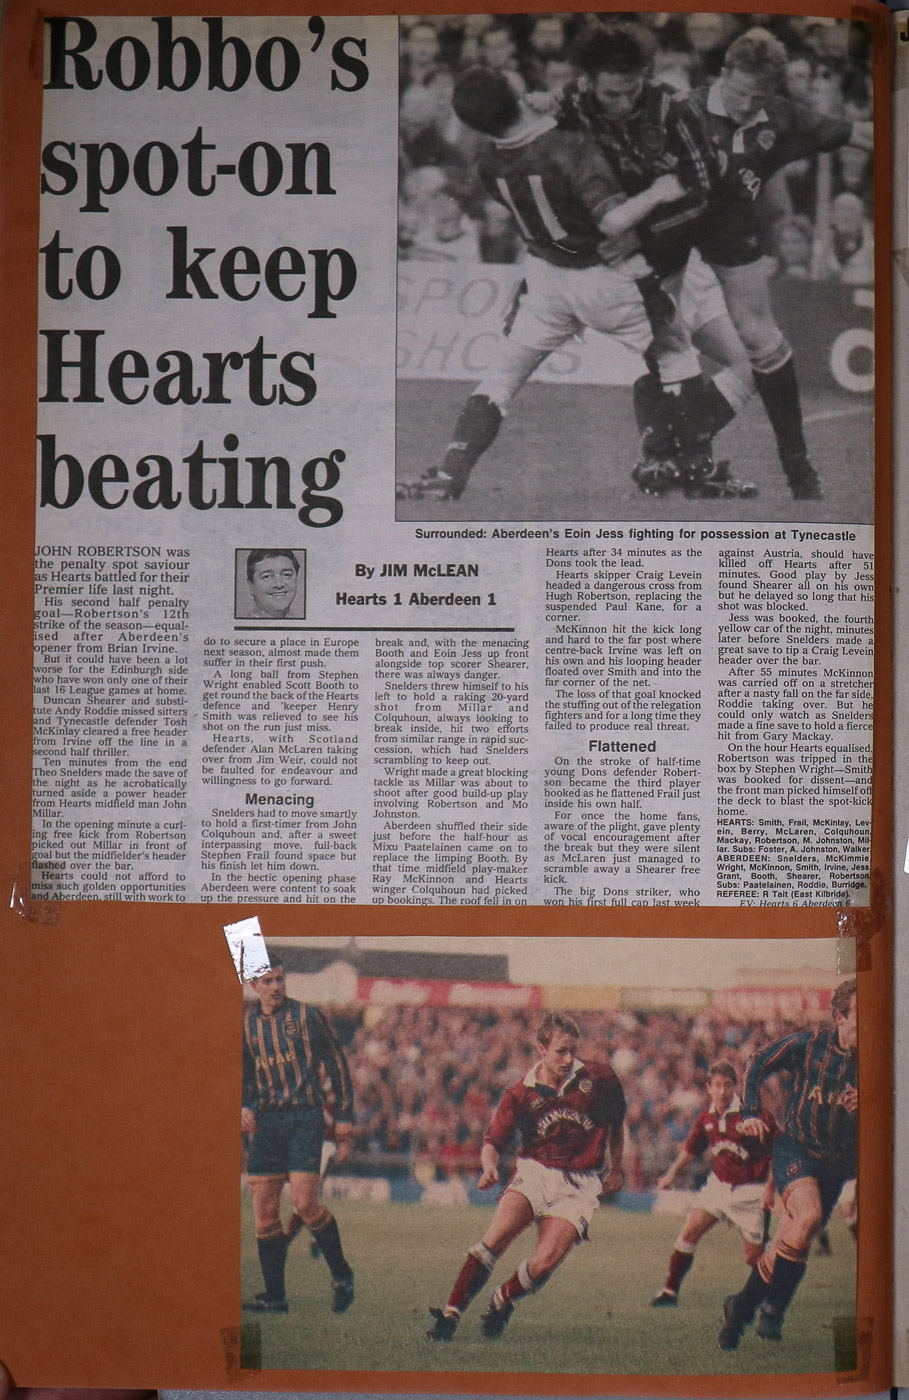 Robbo's
spot-on
to keep
Hearts
beating
11
SPO
SHO S
Surrounded: Aberdeen's Eoin Jess fighting for possession at Tynecastle
By JIM McLEAN
Hearts 1 Aberdeen 1
JOHN ROBERTSON was
the penalty spot saviour
as Hearts battled for their
Premier life last night.
His second half penalty
goal—Robertson's 12th
strike of the season—equal-
ised after Aberdeen's
opener from Brian Irvine.
But it could have been a lot
worse for the Edinburgh side
who have won only one of their
last 16 League games at home.
Duncan Shearer and substi-
tute Andy Roddie missed sitters
and Tynecastle defender Tosh
McKinlay cleared a free header
from Irvine off the line in a
second half thriller.
Ten minutes from the end
Theo Snelders made the save of
the night as he acrobatically
turned aside a power header
from Hearts midfield man John
Millar.
In the opening minute a curl-
ing free kick from Robertson
picked out Millar in front of
goal but the midfielder's header
flashed over the bar.
Hearts could not afford to
miss such golden opportunities
and Aberdeen, still with work to
do to secure a place in Europe
next season, almost made them
suffer in their first push.
A long ball from Stephen
Wright enabled Scott Booth to
get round the back of the Hearts
defence and 'keeper Henry
Smith was relieved to see his
shot on the run just miss.
Hearts, with Scotland
defender Alan McLaren taking
over from Jim Weir, could not
be faulted for endeavour and
willingness to go forward.
Menacing
Snelders had to move smartly
to hold a first-timer from John
Colquhoun and, after a sweet
interpassing move, full-back
Stephen Frail found space but
his finish let him down.
In the hectic opening phase
Aberdeen were content to soak
up the pressure and hit on the
break and, with the menacing
Booth and Eoin Jess up front
alongside top scorer Shearer,
there was always danger.
Snelders threw himself to his
left to hold a raking 20-yard
shot from Millar and
Colquhoun, always looking to
break inside, hit two efforts
from similar range in rapid suc-
cession, which had Snelders
scrambling to keep out.
Wright made a great blocking
tackle as Millar was about to
shoot after good build-up play
involving Robertson and Mo
Johnston.
Aberdeen shuffled their side
just before the half-hour as
Mixu Paatelainen came on to
replace the limping Booth. By
that time midfield play-maker
Ray McKinnon and Hearts
winger Colquhoun had picked
up bookings. The roof fell in on
Hearts after 34 minutes as the
Dons took the lead.
Hearts skipper Craig Levein
headed a dangerous cross from
Hugh Robertson, replacing the
suspended Paul Kane, for a
corner.
McKinnon hit the kick long
and hard to the far post where
centre-back Irvine was left on
his own and his looping header
floated over Smith and into the
far corner of the net.
The loss of that goal knocked
the stuffing out of the relegation
fighters and for a long time they
failed to produce real threat.
Flattened
On the stroke of half-time
young Dons defender Robert-
son became the third player
booked as he flattened Frail just
inside his own half.
For once the home fans,
aware of the plight, gave plenty
of vocal encouragement after
the break but they were silent
as McLaren just managed to
scramble away a Shearer free
kick.
The big Dons striker, who
won his first full cap last week
against Austria, should have
killed off Hearts after 51
minutes. Good play by Jess
found Shearer all on his own
but he delayed so long that his
shot was blocked.
Jess was booked, the fourth
yellow car of the night, minutes
later before Snelders made a
great save to tip a Craig Levein
header over the bar.
After 55 minutes McKinnon
was carried off on a stretcher
after a nasty fall on the far side,
Roddie taking over. But he
could only watch as Snelders
made a fine save to hold a fierce
hit from Gary Mackay.
On the hour Hearts equalised.
Robertson was tripped in the
box by Stephen Wright—Smith
was booked for dissent—and
the front man picked himself off
the deck to blast the spot-kick
home.
HEARTS: Smith, Frail, McKinlay, Lev-
ein, Berry, McLaren, Colquhoun,
Mackay, Robertson, M. Johnston, Mil-
lar. Subs: Foster, A. Johnston, Walker.
ABERDEEN: Snelders, McKimmie,
Wright, McKinnon, Smith, Irvine, Jess,
Grant, Booth, Shearer, Robertson.
Subs: Paatelainen, Roddie, Burridge.
REFEREE: R Tait (East Kilbride).
EV: Hearts 6 Aberdeen 6